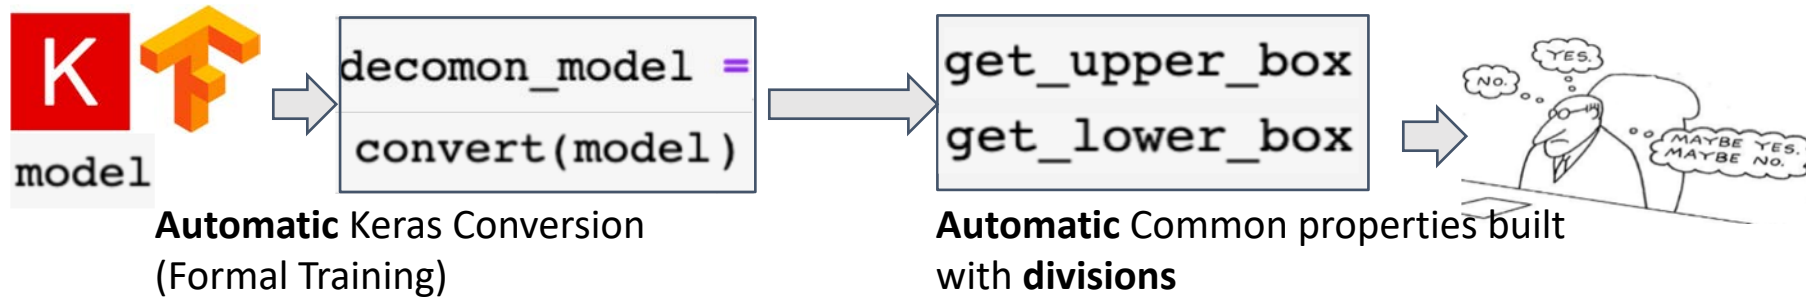 K
model
decomon_model =
convert(model)
get_upper_box
get_lower_box
NO.
YES.
MAYBE YES.
MAYBE NO.
Automatic Keras Conversion
(Formal Training)
Automatic Common properties built
with divisions